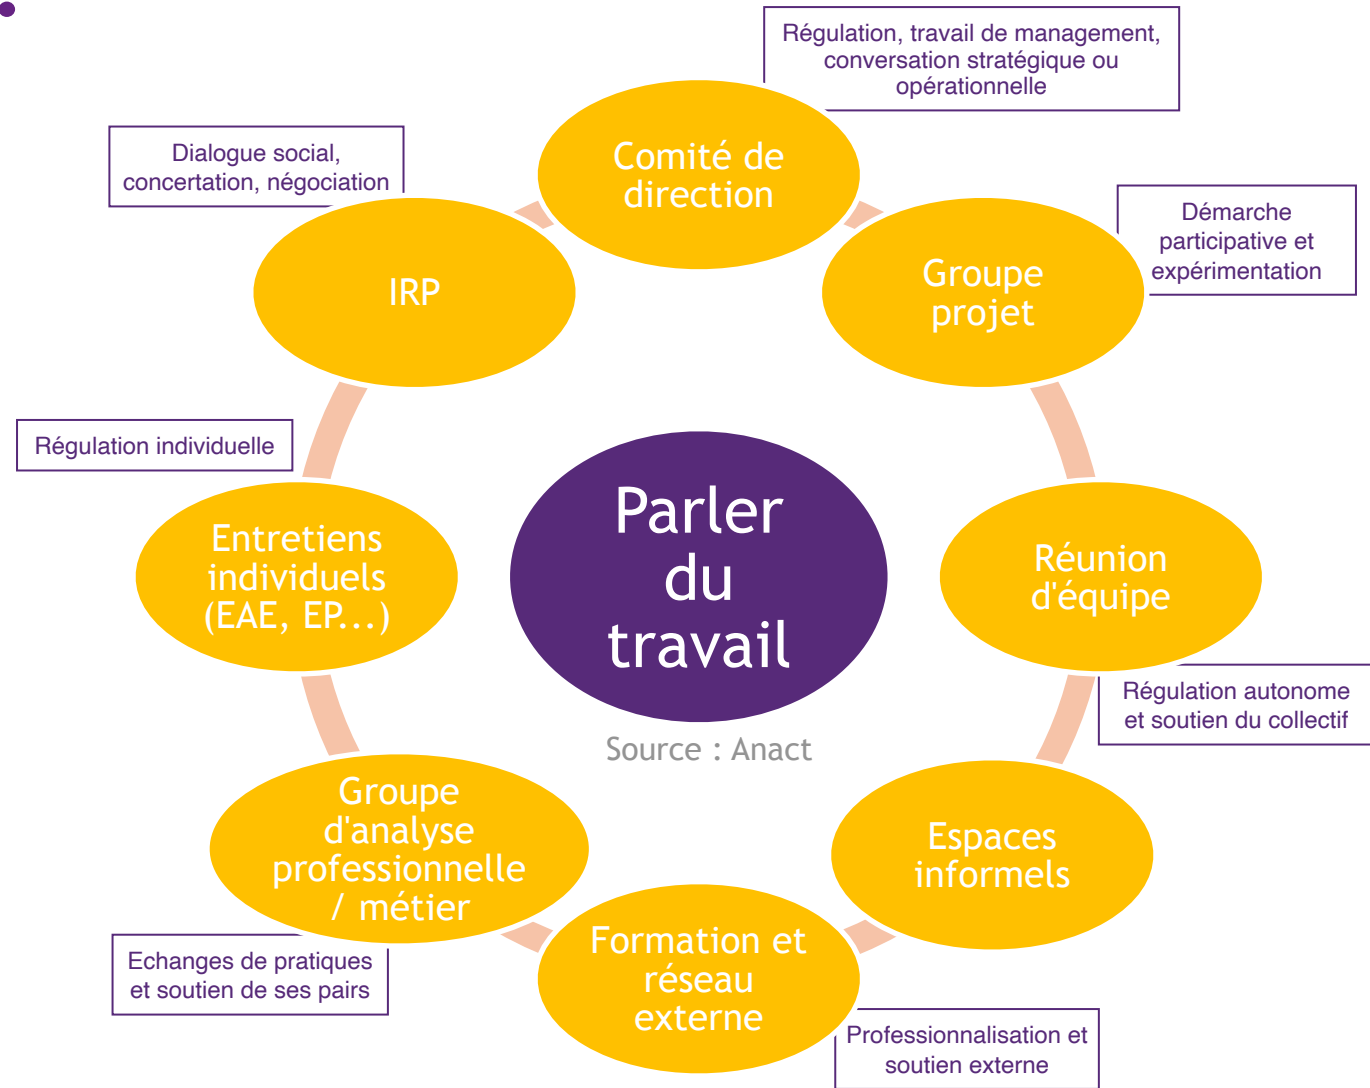 Régulation, travail de management,
conversation stratégique ou
opérationnelle
Comité de
direction
Dialogue social,
concertation, négociation
IRP
Démarche
participative et
expérimentation
Groupe
projet
Régulation individuelle
Entretiens
individuels
(EAE, EP...)
Parler
du
travail
Source : Anact
Réunion
d'équipe
Régulation autonome
et soutien du collectif
Groupe
d'analyse
professionnelle
/ métier
Echanges de pratiques
et soutien de ses pairs
Espaces
informels
Formation et
réseau
externe
Professionnalisation et
soutien externe